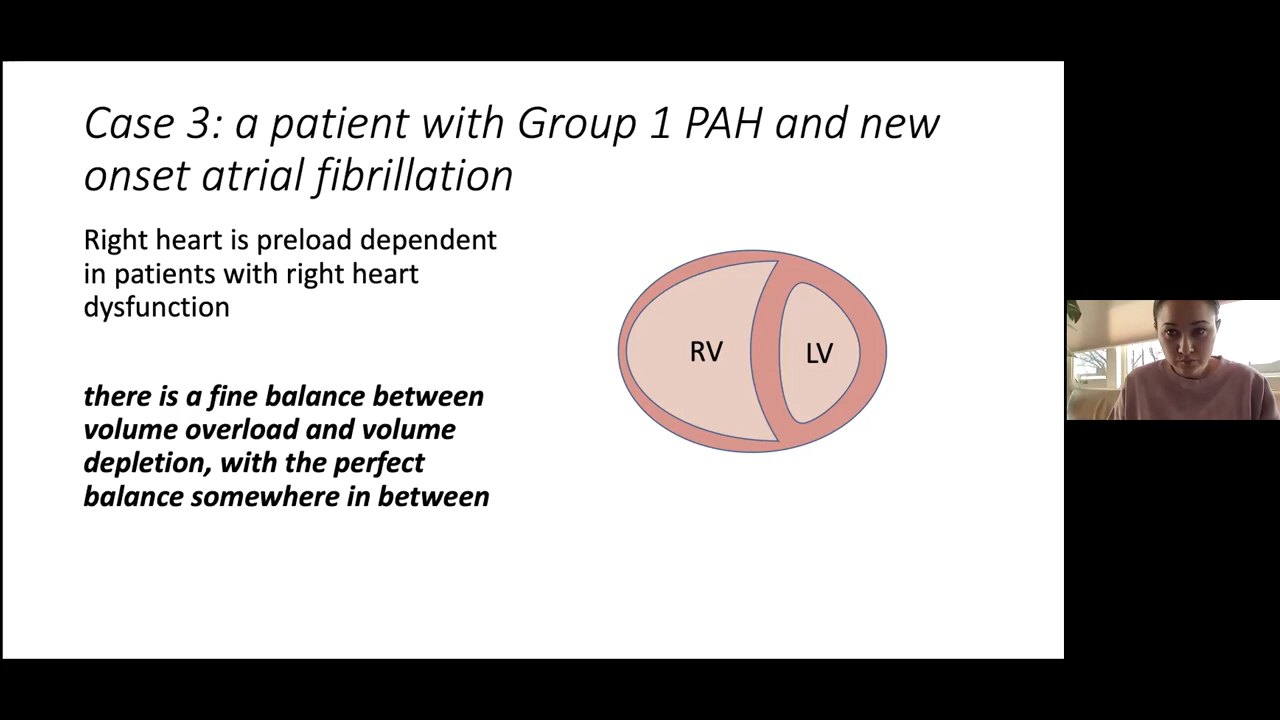 Case 3: a patient with Group 1 PAH and new
onset atrial fibrillation
Right heart is preload dependent
in patients with right heart
dysfunction
there is a fine balance between
volume overload and volume
depletion, with the perfect
balance somewhere in between
RV
LV